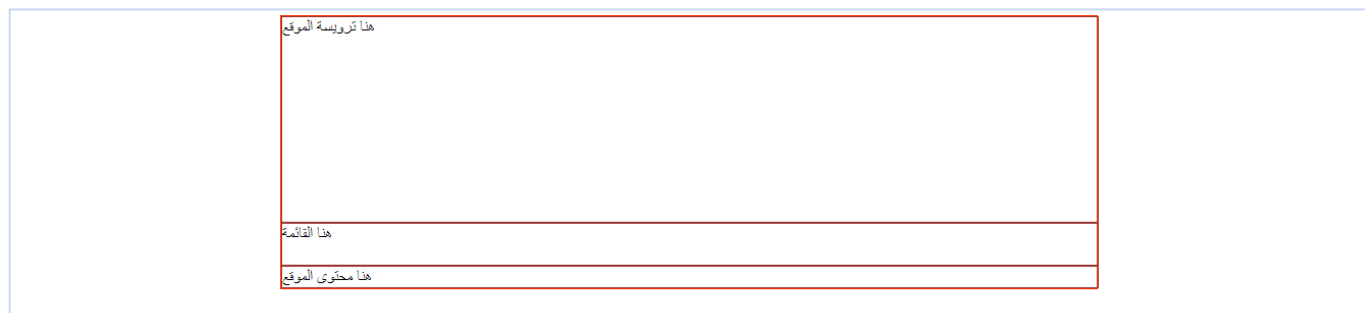 هنا ترويسة الموقع
هنا القائمة
هنا محتوى الموقع